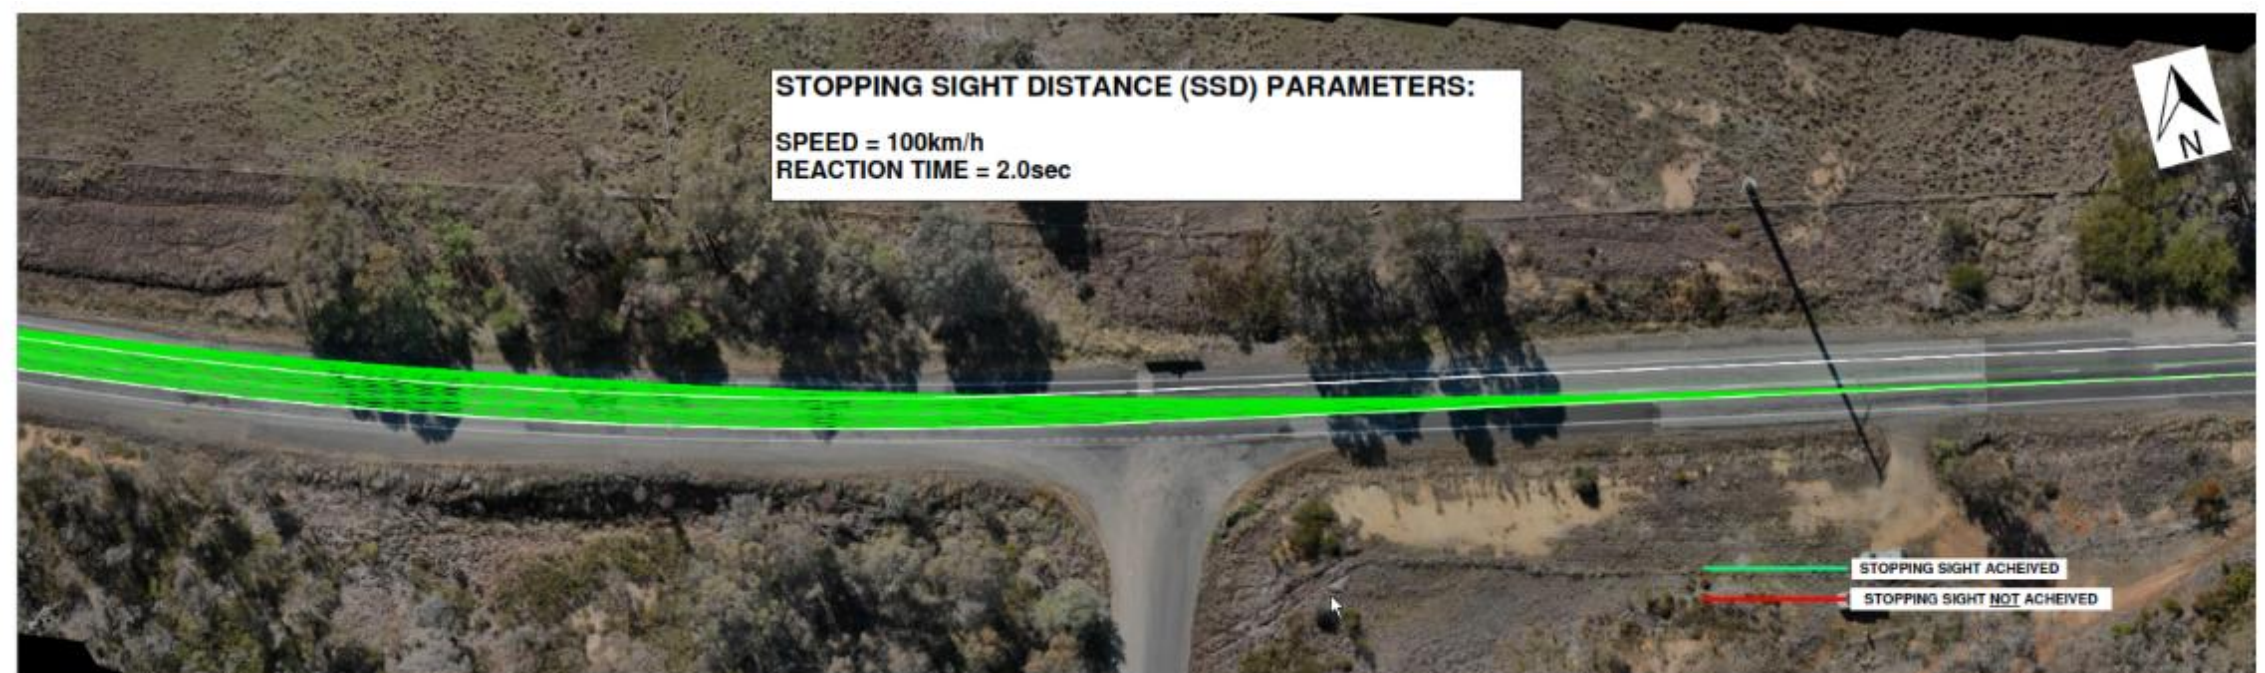 STOPPING SIGHT DISTANCE (SSD) PARAMETERS:
SPEED = 100km/h
REACTION TIME = 2.0sec
N
STOPPING SIGHT ACHEIVED
STOPPING SIGHT NOT ACHEIVED